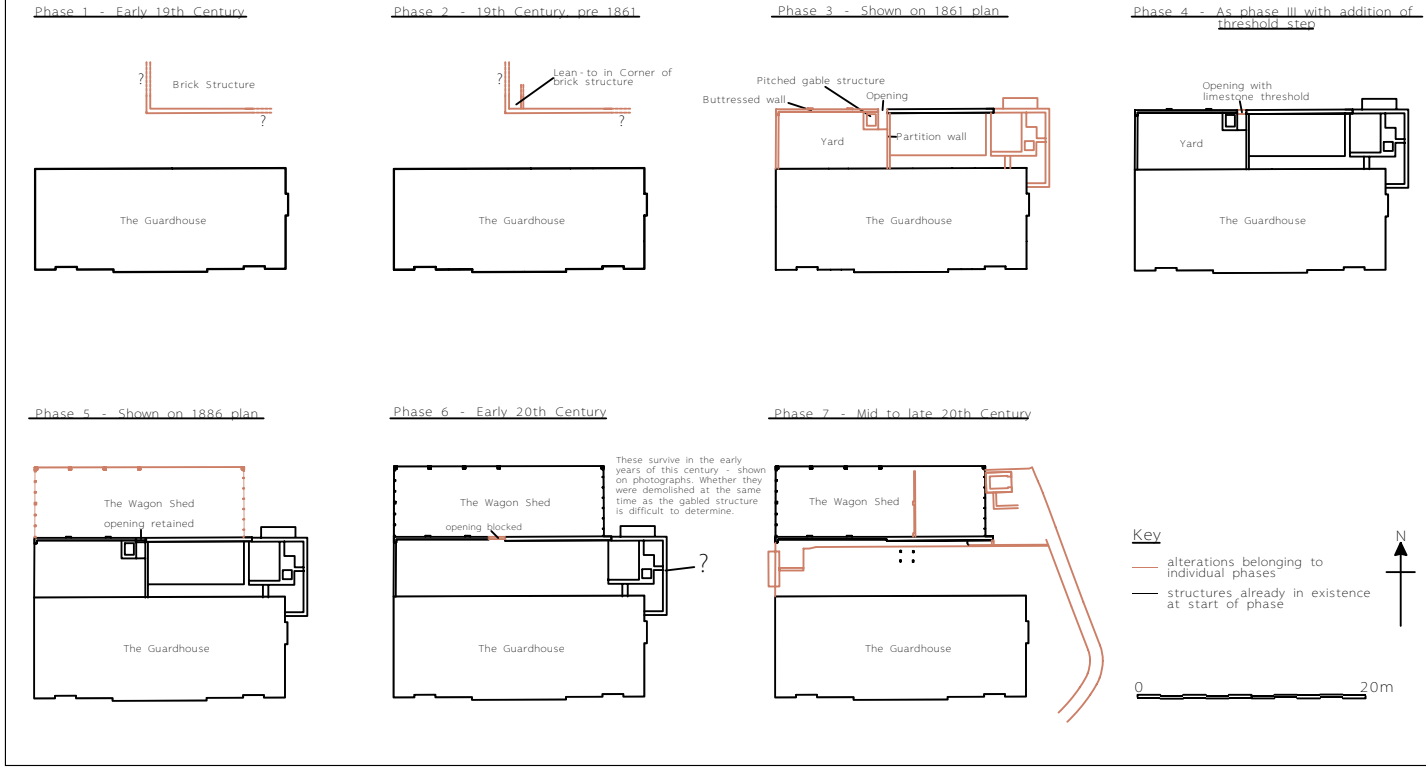 Phase 1 - Early 19th Century
?
Brick Structure
?
The Guardhouse
Phase 2 - 19th Century, pre 1861
?
Lean-to in Corner of
brick structure
?
The Guardhouse
Phase 3 - Shown on 1861 plan
Pitched gable structure
Buttressed wall
Opening
Yard
Partition wall
The Guardhouse
Phase 4 - As phase III with addition of
threshold step
Opening with
limestone threshold
Yard
The Guardhouse
Phase 5 - Shown on 1886 plan
The Wagon Shed
opening retained
The Guardhouse
Phase 6 - Early 20th Century
The Wagon Shed
opening blocked
These survive in the early
years of this century - shown
on photographs. Whether they
were demolished at the same
time as the gabled structure
is difficult to determine.
?
The Guardhouse
Phase 7 - Mid to late 20th Century
The Wagon Shed
The Guardhouse
Key
alterations belonging to
individual phases
structures already in existence
at start of phase
N
0 20m